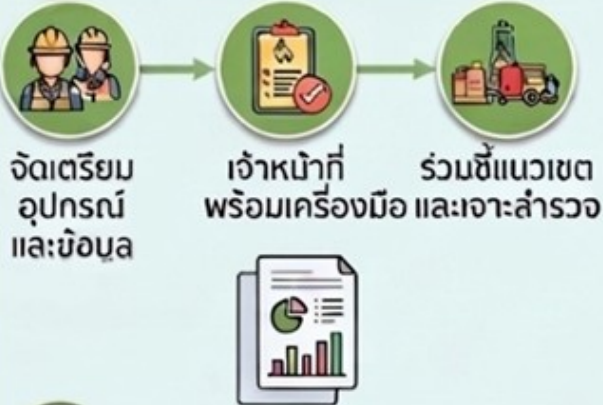 จัดเตรียม
อุปกรณ์
และข้อมูล
เจ้าหน้าที่
พร้อมเครื่องมือ
ร่วมชี้แนวเขต
และเจาะสำรวจ